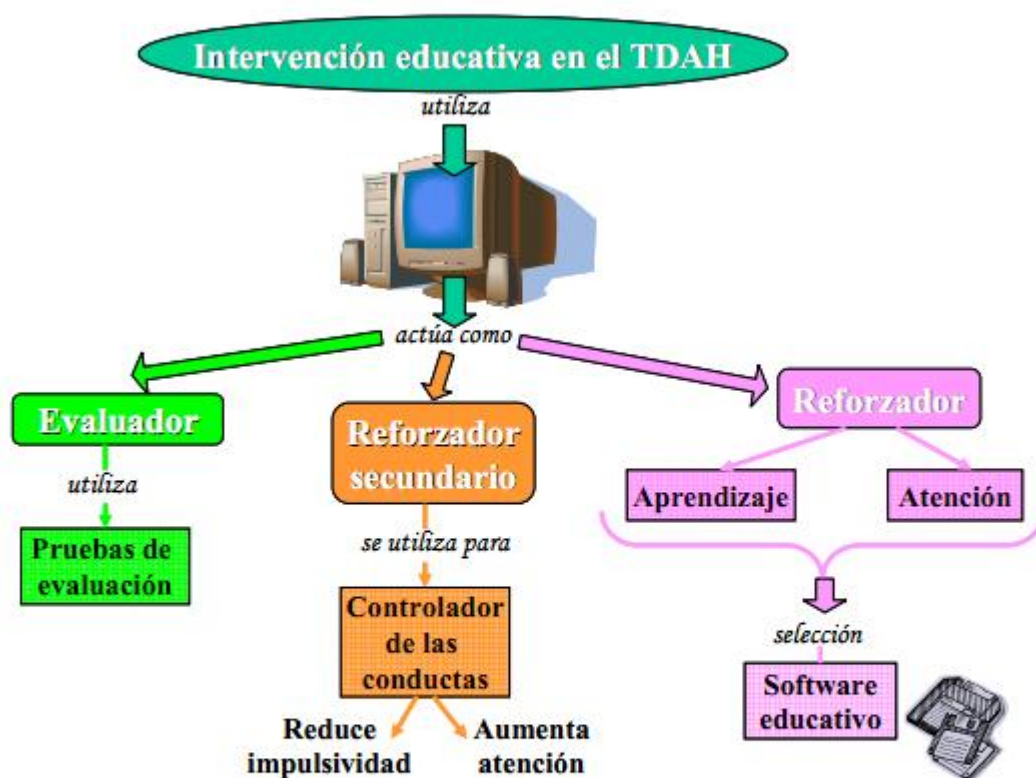 Intervención educativa en el TDAH
utiliza
actúa como
Evaluador
utiliza
Pruebas de
evaluación
Reforzador
secundario
se utiliza para
Controlador
de las
conductas
Reduce
impulsividad
Aumenta
atención
Reforzador
Aprendizaje
Atención
selección
Software
educativo